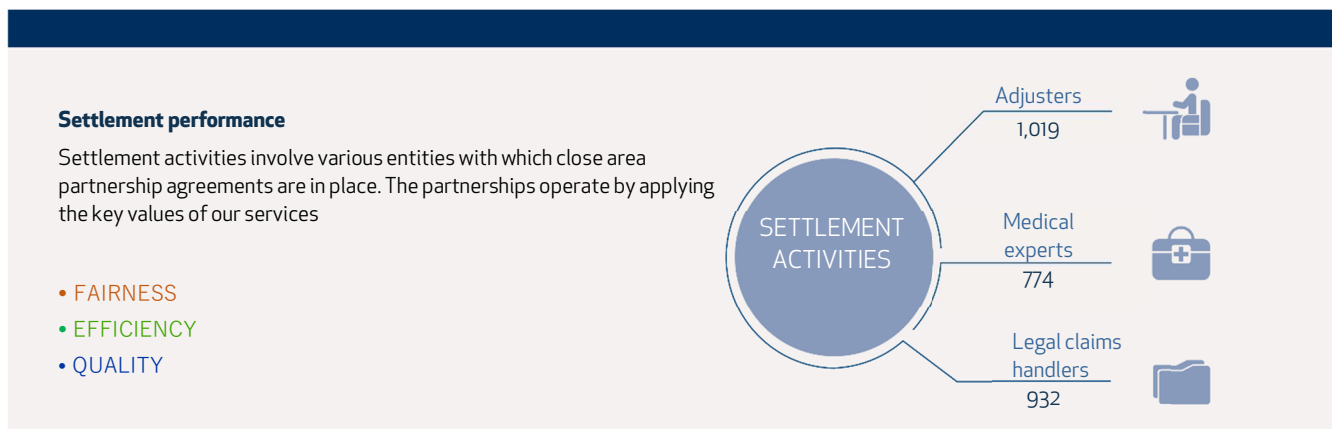 Settlement performance
Settlement activities involve various entities with which close area
partnership agreements are in place. The partnerships operate by applying
the key values of our services
• FAIRNESS
• EFFICIENCY
• QUALITY
SETTLEMENT
ACTIVITIES
Adjusters
1,019
Medical
experts
774
Legal claims
handlers
932